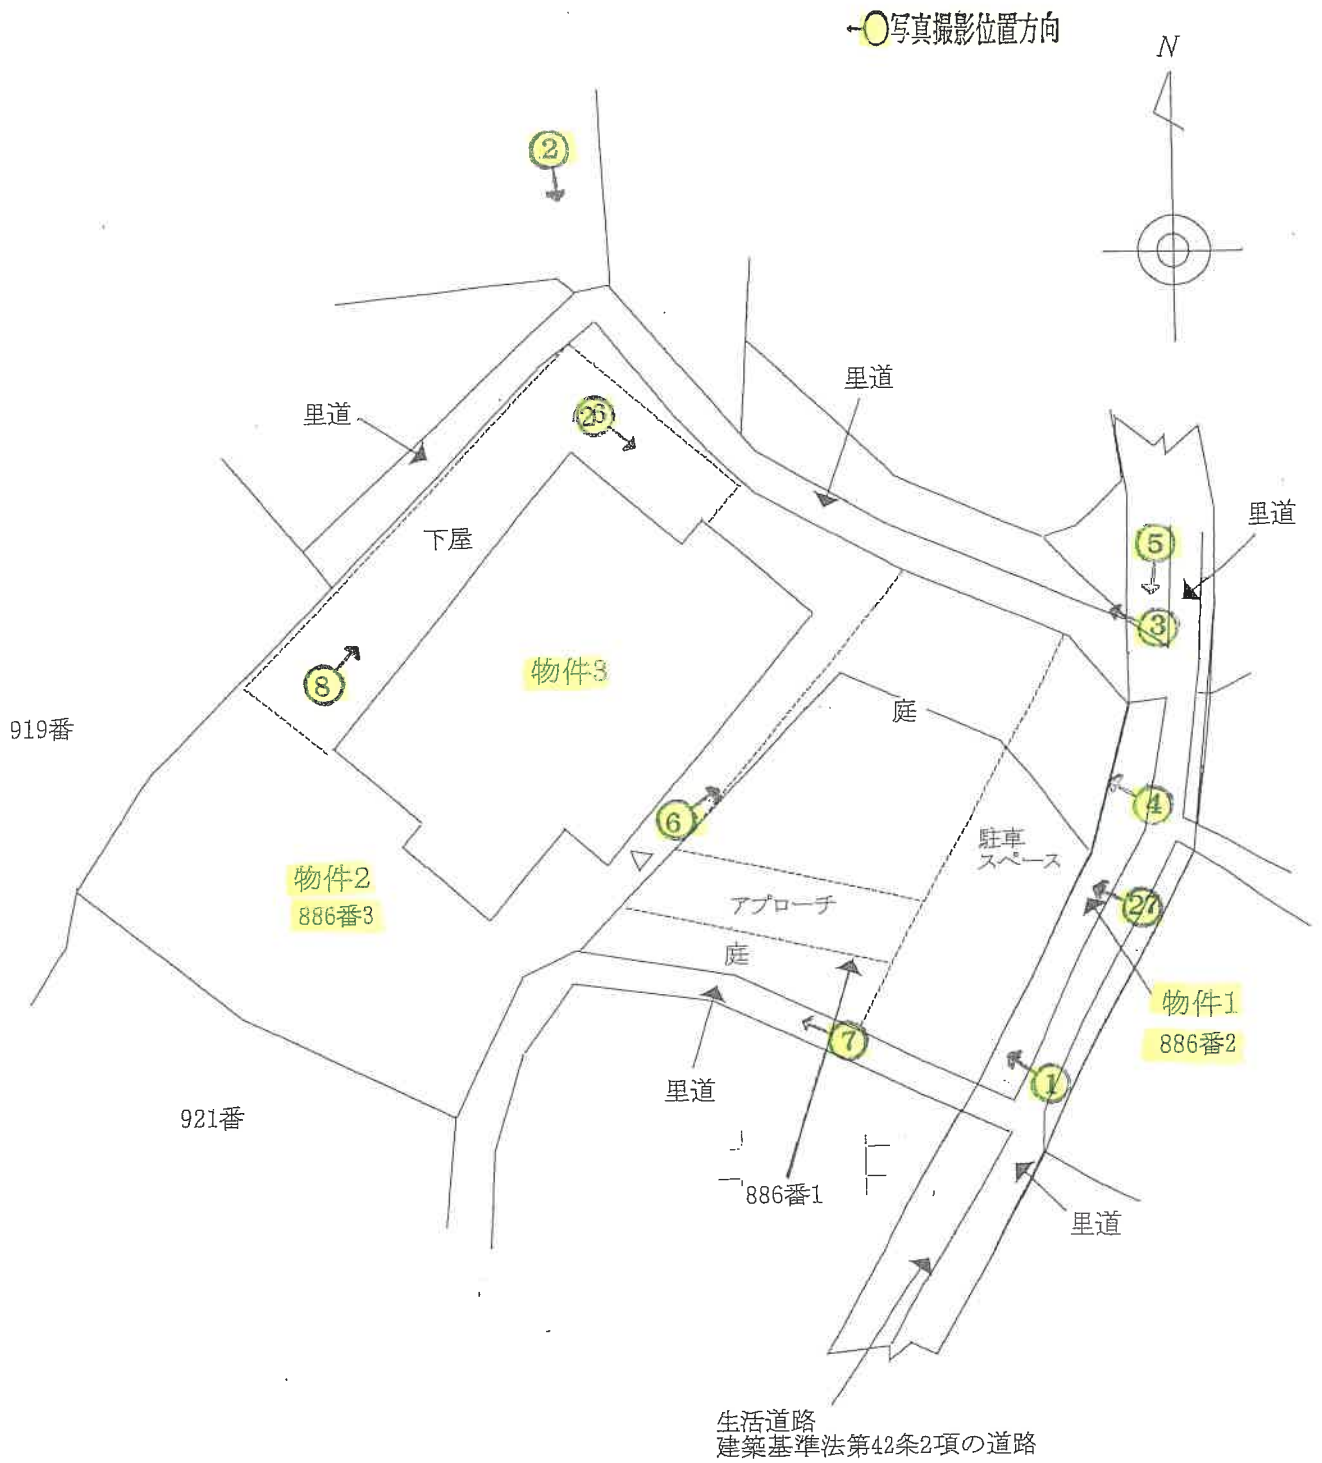 写真撮影位置方向
N
2
里道
里道
26
里道
下屋
5
3
物件3
8
庭
919番
4
6
駐車
スペース
物件2
アプローチ
27
886番3
庭
物件1
7
886番2
1
里道
921番
886番1
里道
生活道路
建築基準法第42条2項の道路